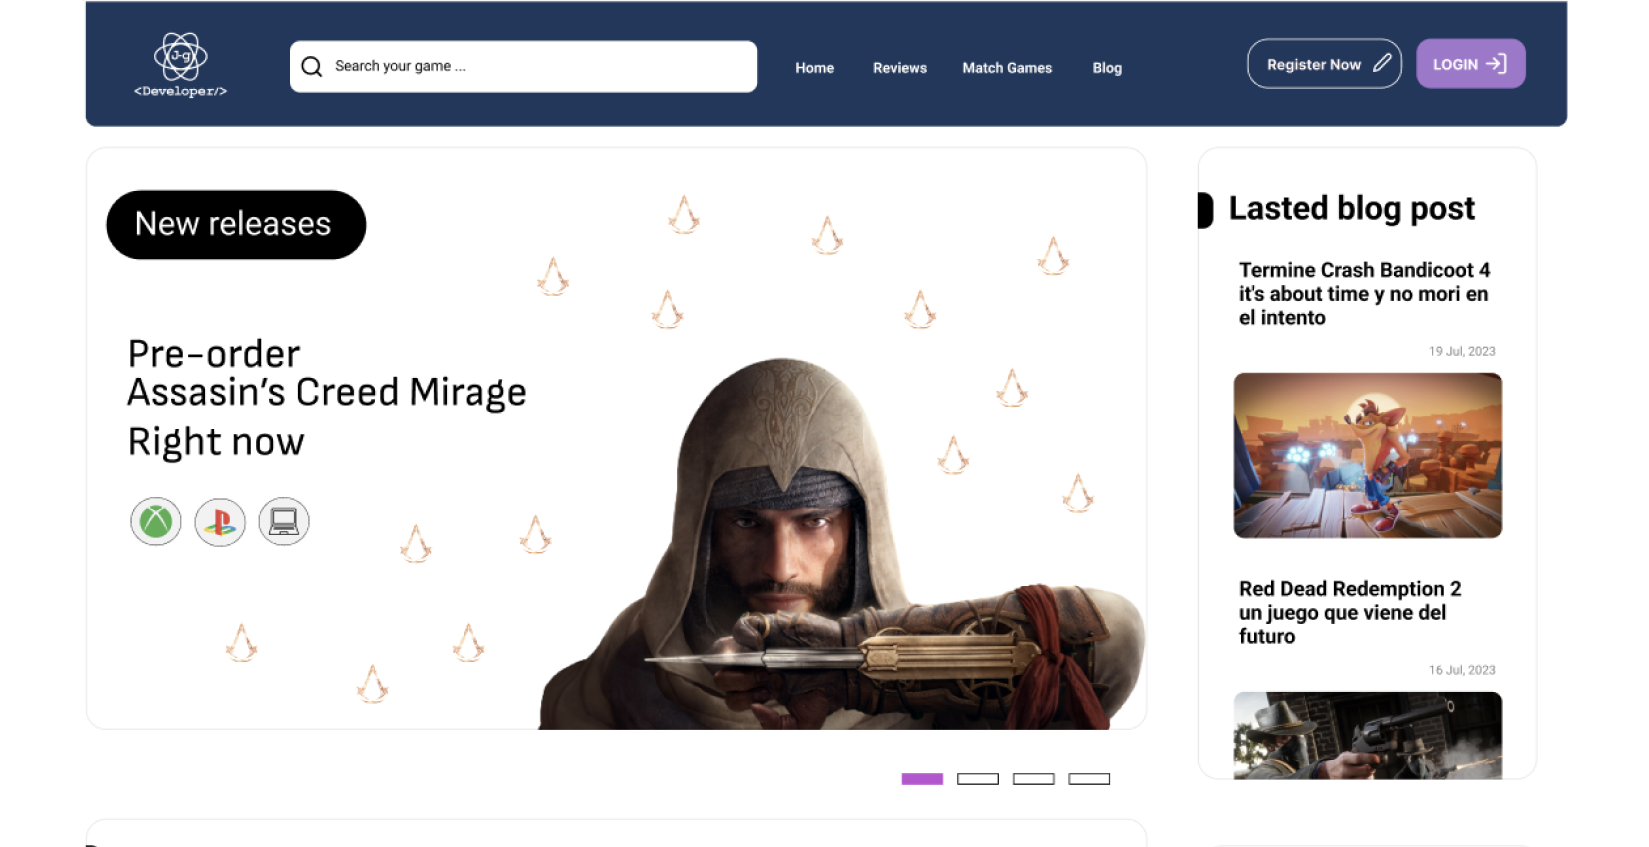 J-g
<Developer/>
Search your game ...
Home
Reviews
Match Games
Blog
Register Now
LOGIN
New releases
Pre-order
Assasin's Creed Mirage
Right now
Lasted blog post
Termine Crash Bandicoot 4
it's about time y no mori en
el intento
19 Jul, 2023
Red Dead Redemption 2
un juego que viene del
futuro
16 Jul, 2023